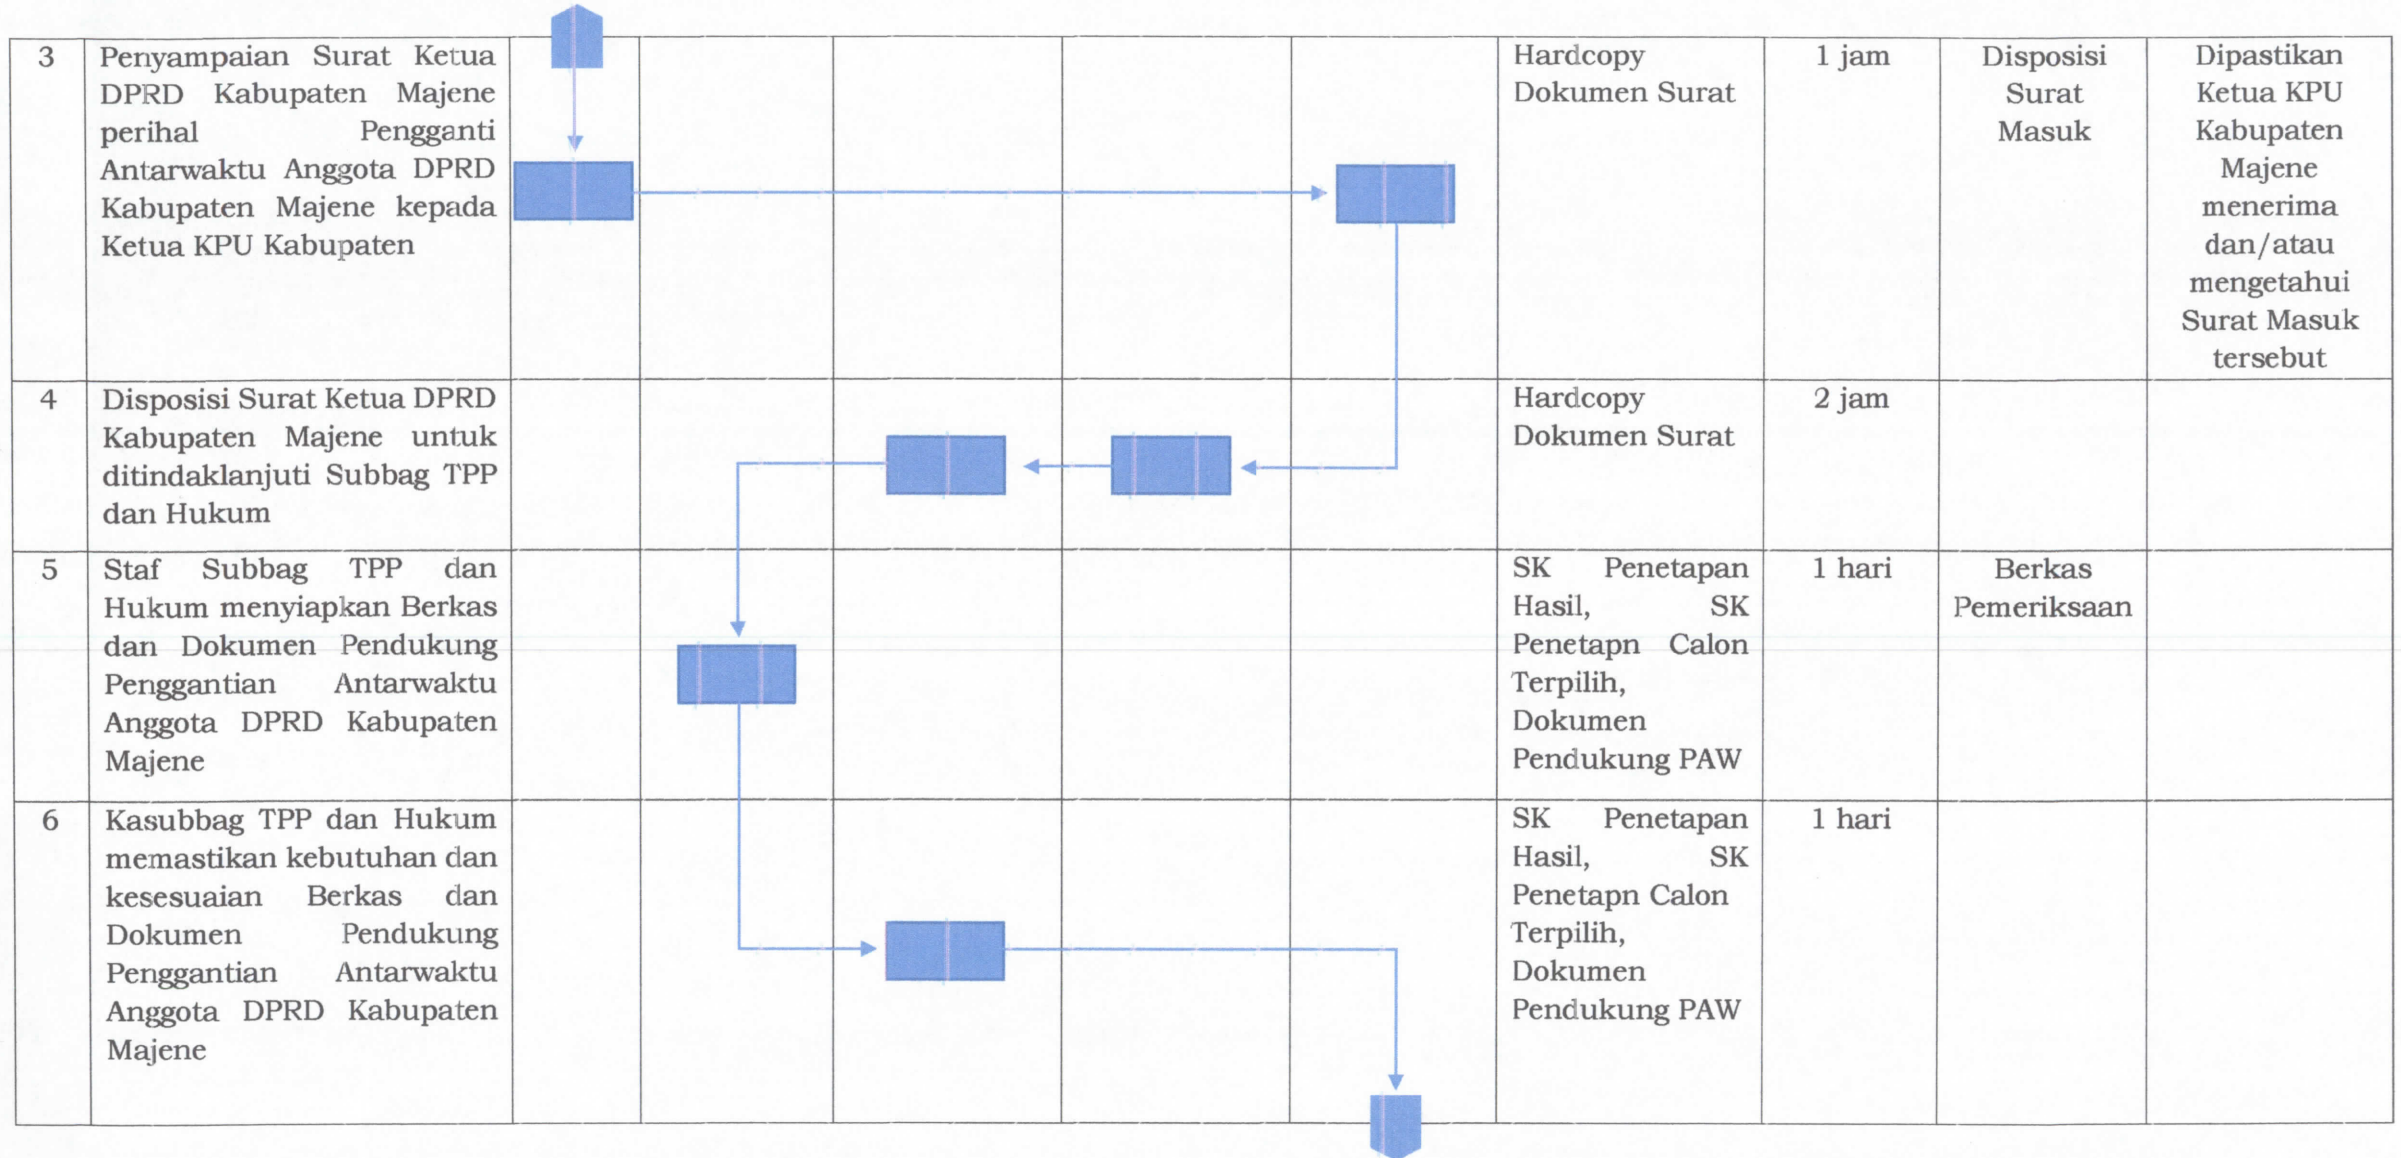 3
Penyampaian Surat Ketua
DPRD Kabupaten Majene
perihal Pengganti
Antarwaktu Anggota DPRD
Kabupaten Majene kepada
Ketua KPU Kabupaten
Hardcopy
Dokumen Surat
1 jam
Disposisi
Surat
Masuk
Dipastikan
Ketua KPU
Kabupaten
Majene
menerima
dan/atau
mengetahui
Surat Masuk
tersebut
4
Disposisi Surat Ketua DPRD
Kabupaten Majene untuk
ditindaklanjuti Subbag TPP
dan Hukum
Hardcopy
Dokumen Surat
2 jam
5
Staf Subbag TPP dan
Hukum menyiapkan Berkas
dan Dokumen Pendukung
Penggantian Antarwaktu
Anggota DPRD Kabupaten
Majene
SK Penetapan
Hasil, SK
Penetapn Calon
Terpilih,
Dokumen
Pendukung PAW
1 hari
Berkas
Pemeriksaan
6
Kasubbag TPP dan Hukum
memastikan kebutuhan dan
kesesuaian Berkas dan
Dokumen Pendukung
Penggantian Antarwaktu
Anggota DPRD Kabupaten
Majene
SK Penetapan
Hasil, SK
Penetapn Calon
Terpilih,
Dokumen
Pendukung PAW
1 hari